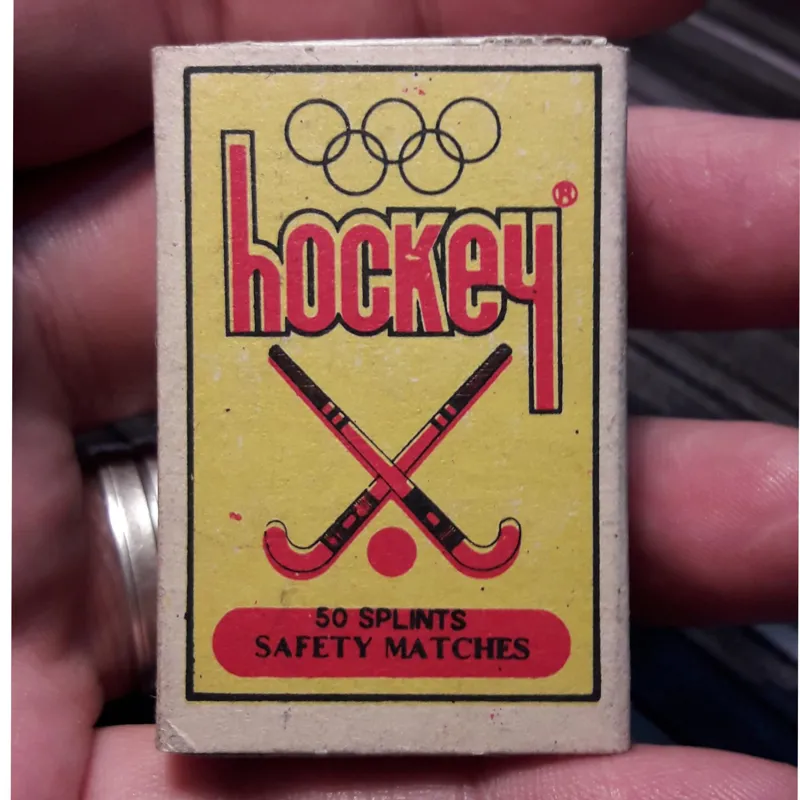 hockey®
50 SPLINTS
SAFETY MATCHES